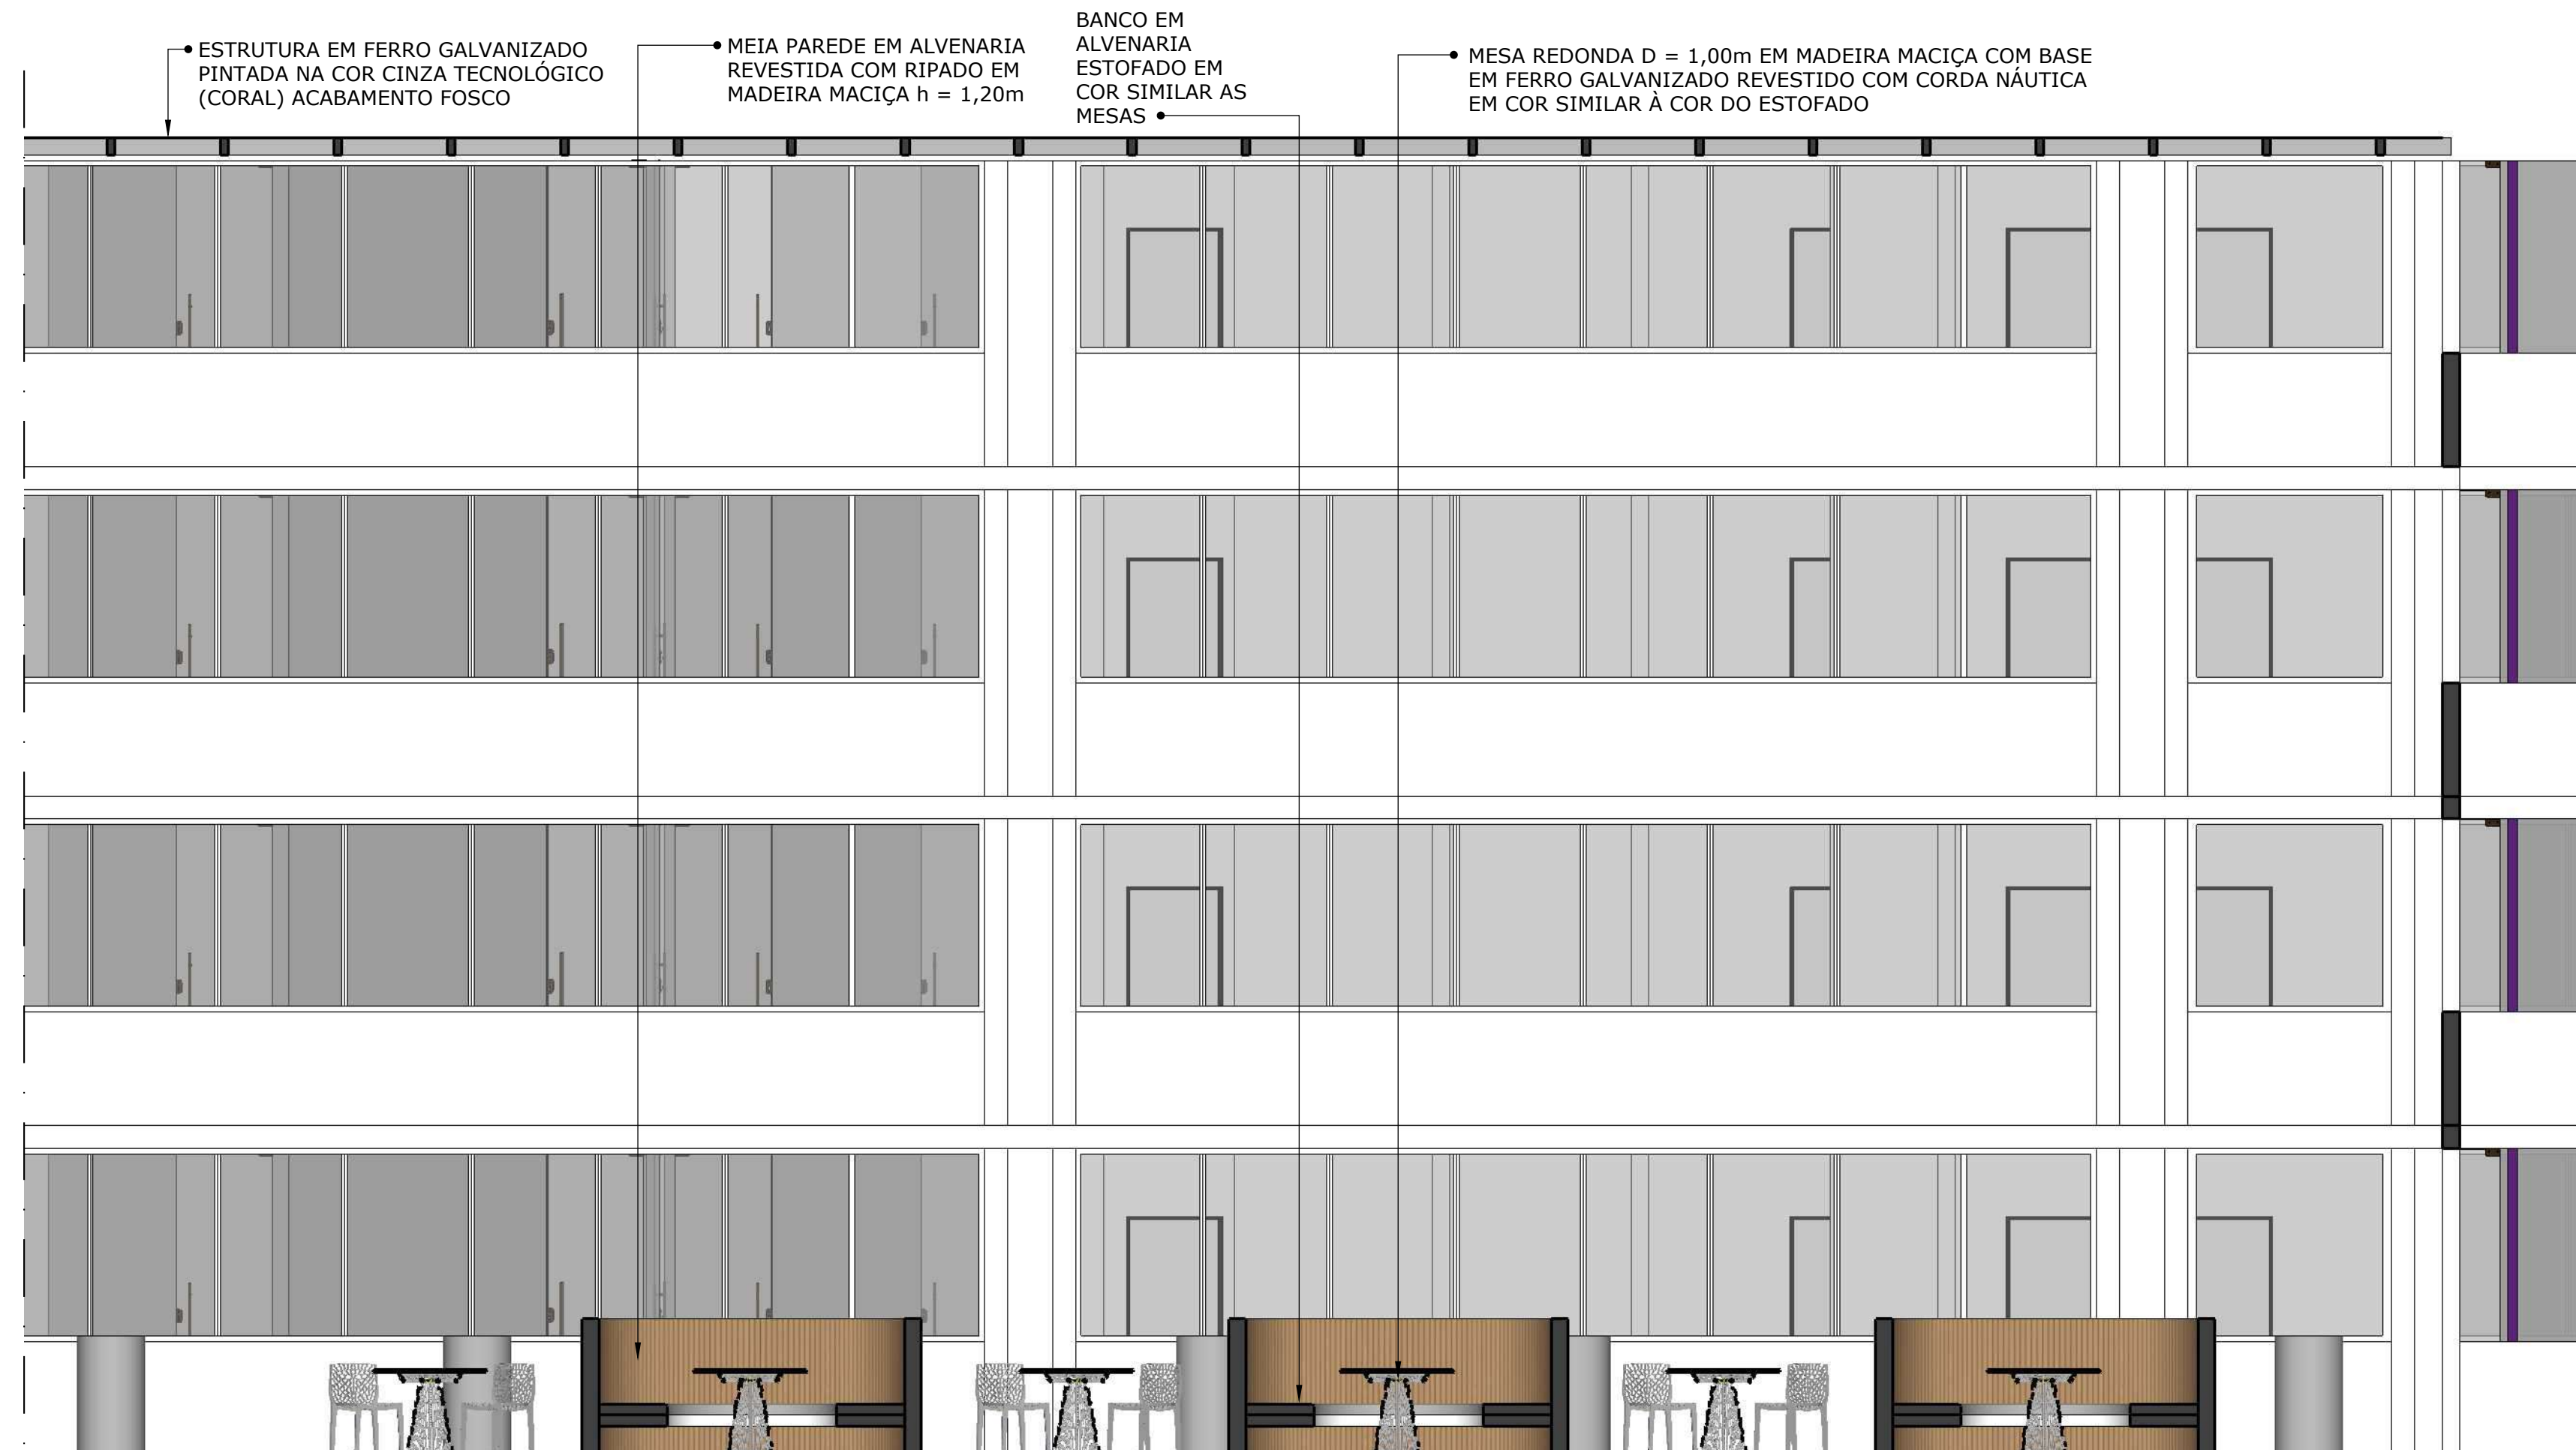 ESTRUTURA EM FERRO GALVANIZADO
PINTADA NA COR CINZA TECNOLÓGICO
(CORAL) ACABAMENTO FOSCO
MEIA PAREDE EM ALVENARIA
REVESTIDA COM RIPADO EM
MADEIRA MACIÇA h = 1,20m
BANCO EM
ALVENARIA
ESTOFADO EM
COR SIMILAR AS
MESAS
MESA REDONDA D = 1,00m EM MADEIRA MACIÇA COM BASE
EM FERRO GALVANIZADO REVESTIDO COM CORDA NÁUTICA
EM COR SIMILAR À COR DO ESTOFADO